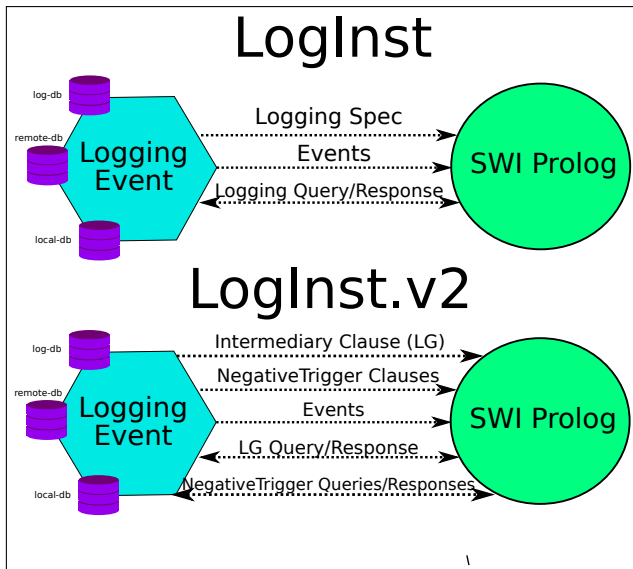 LogInst
log-db
remote-db
local-db
Logging
Event
Logging Spec
Events
Logging Query/Response
SWI Prolog
LogInst.v2
log-db
remote-db
local-db
Logging
Event
Intermediary Clause (LG)
NegativeTrigger Clauses
Events
LG Query/Response
NegativeTrigger Queries/Responses
SWI Prolog